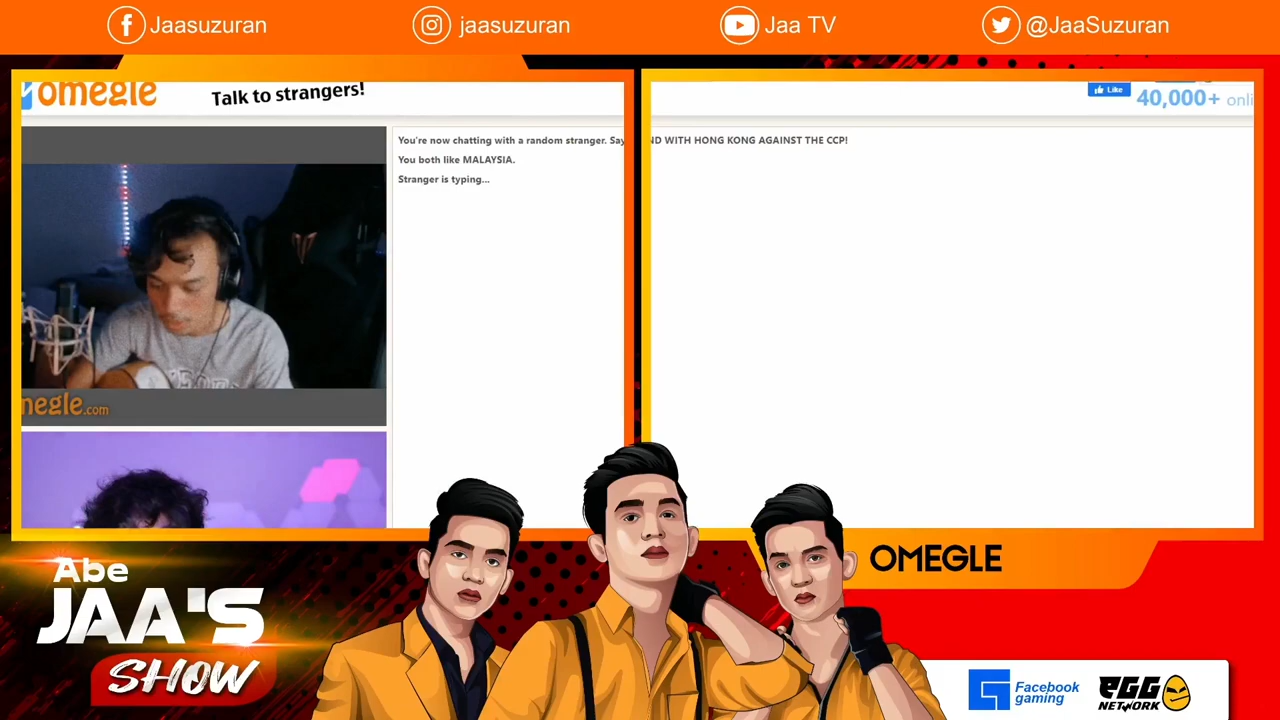 Jaasuzuran
jaasuzuran
Jaa TV
@JaaSuzuran
omegle
Talk to strangers!
Like
40,000+ onli
You're now chatting with a random stranger. Say
ND WITH HONG KONG AGAINST THE CCP!
You both like MALAYSIA.
Stranger is typing...
negle.com
Abe
JAA'S
SHOW
OMEGLE
Facebook
gaming
EGG
NETWORK